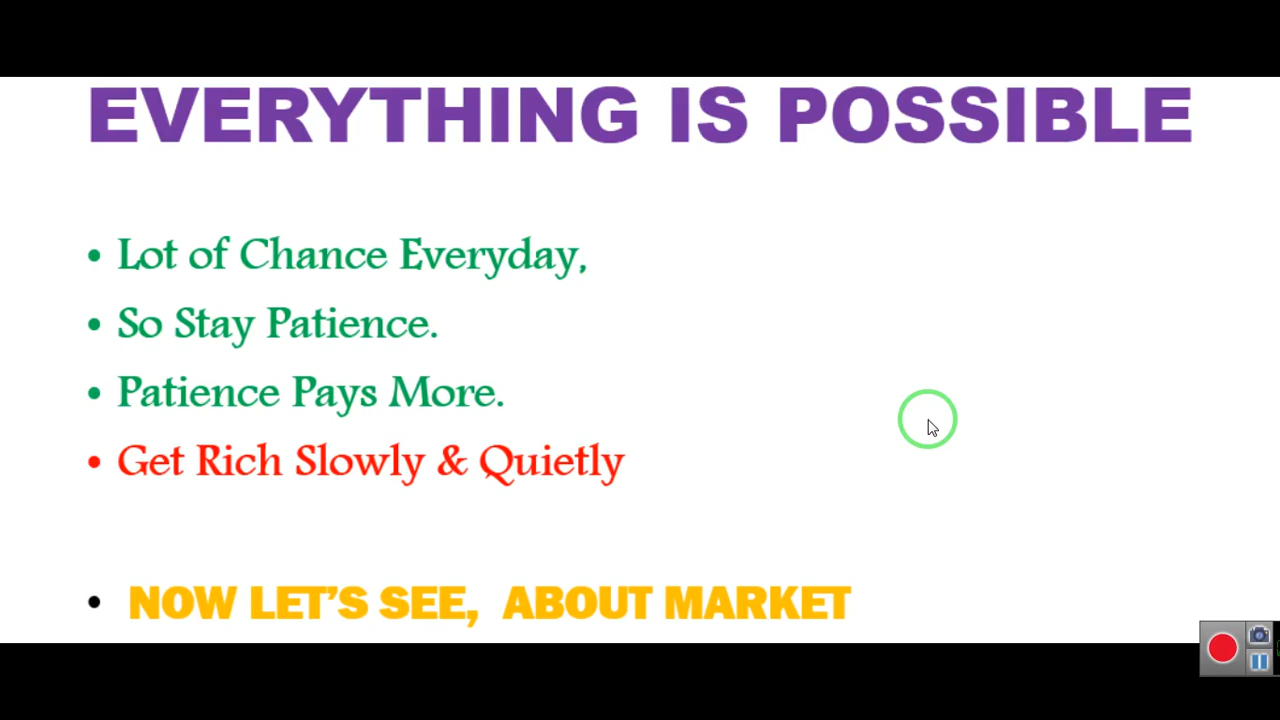 EVERYTHING IS POSSIBLE
• Lot of Chance Everyday,
• So Stay Patience.
• Patience Pays More.
• Get Rich Slowly & Quietly
• NOW LET'S SEE, ABOUT MARKET